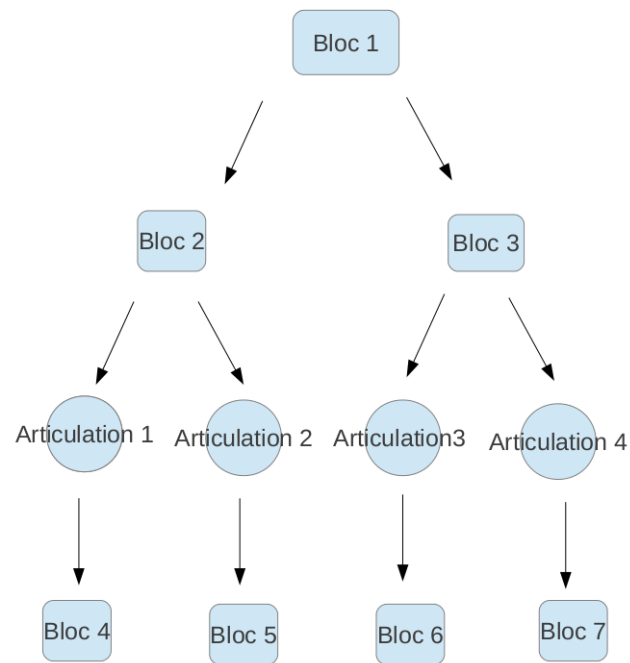 Bloc 1
Bloc 2
Bloc 3
Articulation 1
Articulation 2
Articulation3
Articulation 4
Bloc 4
Bloc 5
Bloc 6
Bloc 7